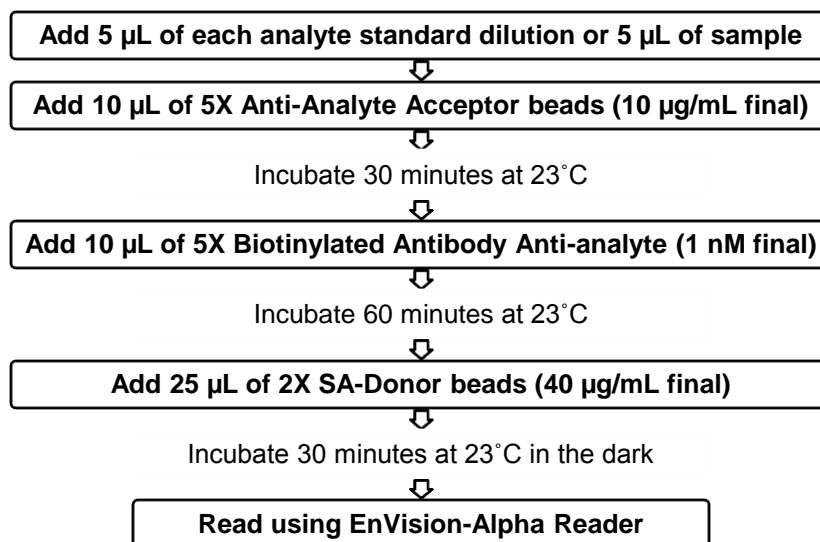 Add 5 µL of each analyte standard dilution or 5 µL of sample
Add 10 µL of 5X Anti-Analyte Acceptor beads (10 µg/mL final)
Incubate 30 minutes at 23˚C
Add 10 µL of 5X Biotinylated Antibody Anti-analyte (1 nM final)
Incubate 60 minutes at 23˚C
Add 25 µL of 2X SA-Donor beads (40 µg/mL final)
Incubate 30 minutes at 23˚C in the dark
Read using EnVision-Alpha Reader